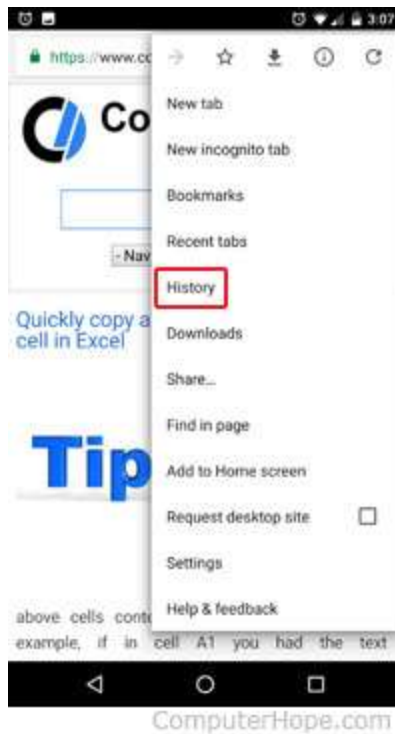 3:07
https://www.co
Co
New tab
New incognito tab
Bookmarks
Recent tabs
- Nav
History
Quickly copy a
cell in Excel
Downloads
Share...
Find in page
Tip
Add to Home screen
Request desktop site
Settings
Help & feedback
above cells conte
example, if in cell A1 you had the text
ComputerHope.com